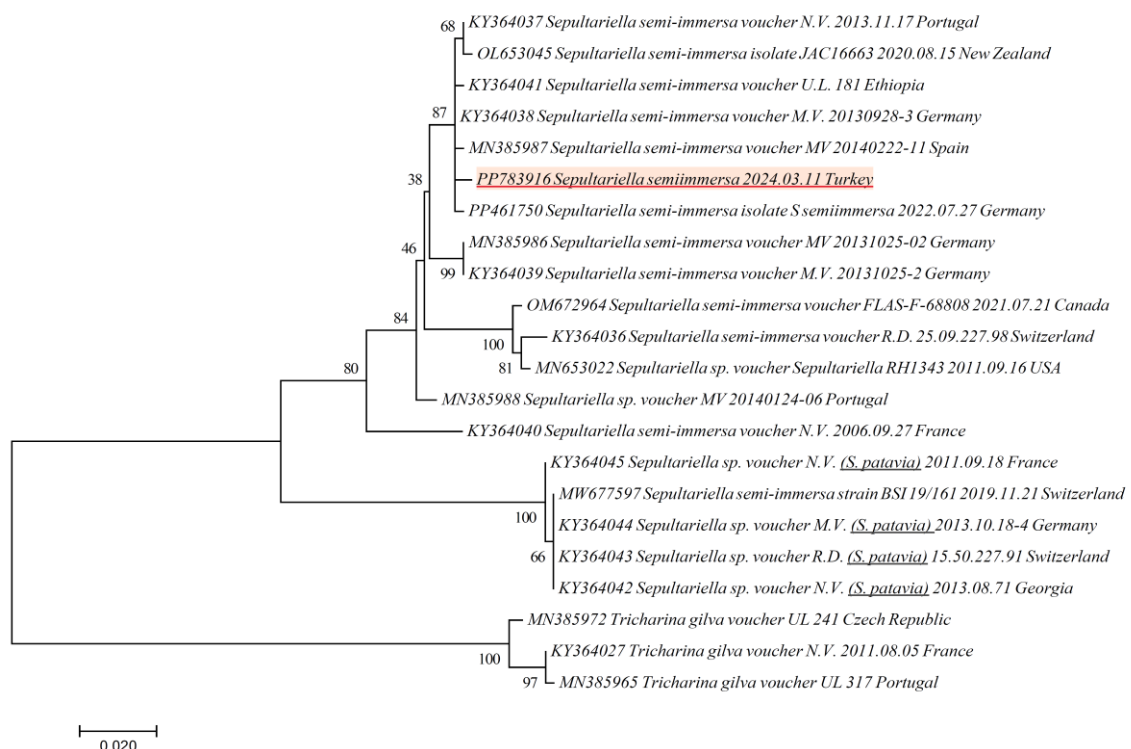 68
KY364037 Sepultariella semi-immersa voucher N.V. 2013.11.17 Portugal
OL653045 Sepultariella semi-immersa isolate JAC16663 2020.08.15 New Zealand
KY364041 Sepultariella semi-immersa voucher U.L. 181 Ethiopia
87
KY364038 Sepultariella semi-immersa voucher M.V. 20130928-3 Germany
MN385987 Sepultariella semi-immersa voucher MV 20140222-11 Spain
38
PP783916 Sepultariella semiimmersa 2024.03.11 Turkey
PP461750 Sepultariella semi-immersa isolate S semiimmersa 2022.07.27 Germany
46
MN385986 Sepultariella semi-immersa voucher MV 20131025-02 Germany
99
KY364039 Sepultariella semi-immersa voucher M.V. 20131025-2 Germany
OM672964 Sepultariella semi-immersa voucher FLAS-F-68808 2021.07.21 Canada
84
100
KY364036 Sepultariella semi-immersa voucher R.D. 25.09.227.98 Switzerland
80
81
MN653022 Sepultariella sp. voucher Sepultariella RH1343 2011.09.16 USA
MN385988 Sepultariella sp. voucher MV 20140124-06 Portugal
KY364040 Sepultariella semi-immersa voucher N.V. 2006.09.27 France
KY364045 Sepultariella sp. voucher N.V. (S. patavia) 2011.09.18 France
MW677597 Sepultariella semi-immersa strain BSI 19/161 2019.11.21 Switzerland
100
KY364044 Sepultariella sp. voucher M.V. (S. patavia) 2013.10.18-4 Germany
66
KY364043 Sepultariella sp. voucher R.D. (S. patavia) 15.50.227.91 Switzerland
KY364042 Sepultariella sp. voucher N.V. (S. patavia) 2013.08.71 Georgia
MN385972 Tricharina gilva voucher UL 241 Czech Republic
100
KY364027 Tricharina gilva voucher N.V. 2011.08.05 France
97
MN385965 Tricharina gilva voucher UL 317 Portugal
0.020